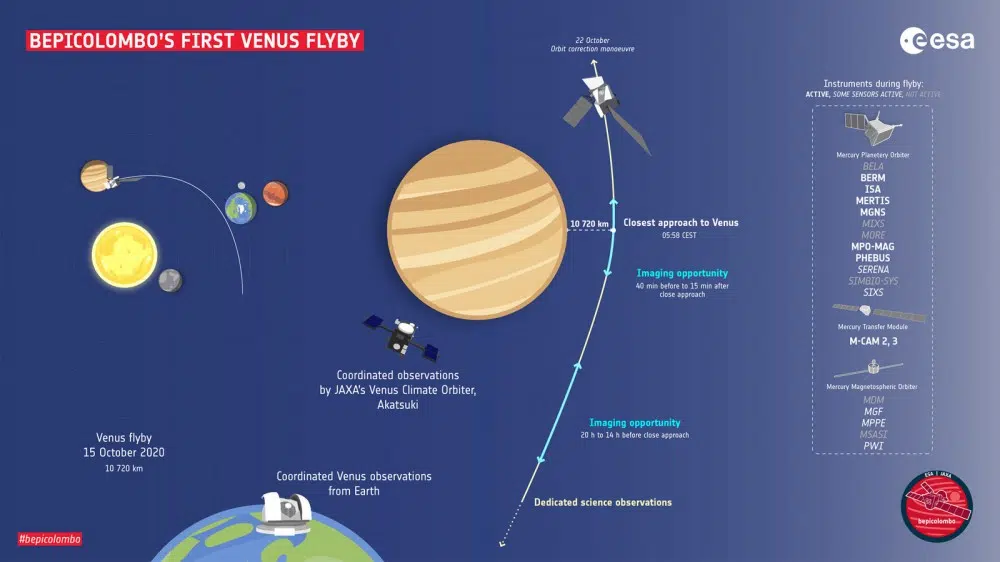 BEPICOLOMBO'S FIRST VENUS FLYBY
esa
22 October
Orbit correction manoeuvre
10 720 km
Closest approach to Venus
05:58 CEST
Imaging opportunity
40 min before to 15 min after
close approach
Coordinated observations
by JAXA's Venus Climate Orbiter,
Akatsuki
Imaging opportunity
20 h to 14 h before close approach
Dedicated science observations
Venus flyby
15 October 2020
10 720 km
Coordinated Venus observations
from Earth
#bepicolombo
Instruments during flyby:
ACTIVE, SOME SENSORS ACTIVE, NOT ACTIVE
Mercury Planetery Orbiter
BELA
BERM
ISA
MERTIS
MGNS
MIXS
MORE
MPO-MAG
PHEBUS
SERENA
SIMBIO-SYS
SIXS
Mercury Transfer Module
M-CAM 2, 3
Mercury Magnetospheric Orbiter
MDM
MGF
MPPE
MSASI
PWI
ESA | JAXA
bepicolombo